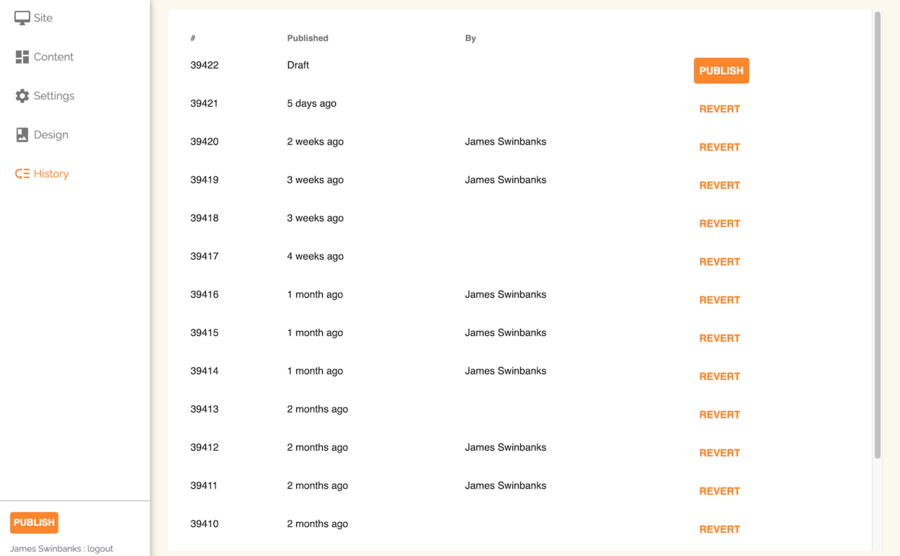 Site
Content
Settings
Design
History
PUBLISH
James Swinbanks : logout
# Published By
39422 Draft PUBLISH
39421 5 days ago REVERT
39420 2 weeks ago James Swinbanks REVERT
39419 3 weeks ago James Swinbanks REVERT
39418 3 weeks ago REVERT
39417 4 weeks ago REVERT
39416 1 month ago James Swinbanks REVERT
39415 1 month ago James Swinbanks REVERT
39414 1 month ago James Swinbanks REVERT
39413 2 months ago REVERT
39412 2 months ago James Swinbanks REVERT
39411 2 months ago James Swinbanks REVERT
39410 2 months ago REVERT